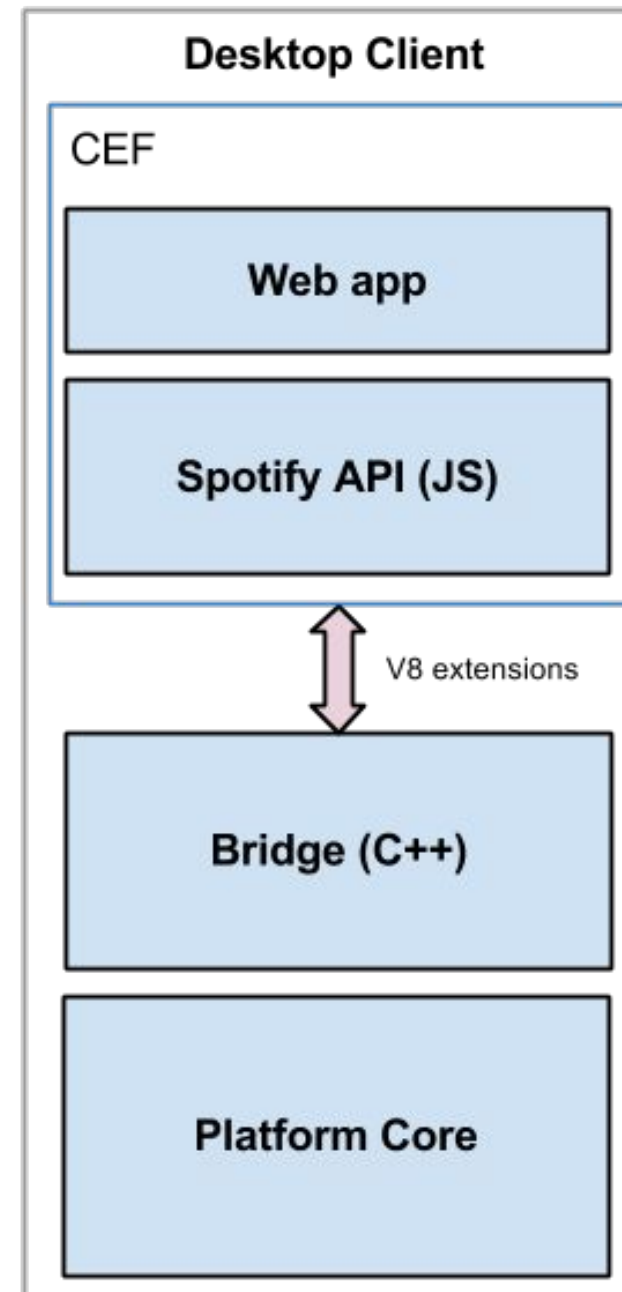 Desktop Client
CEF
Web app
Spotify API (JS)
V8 extensions
Bridge (C++)
Platform Core